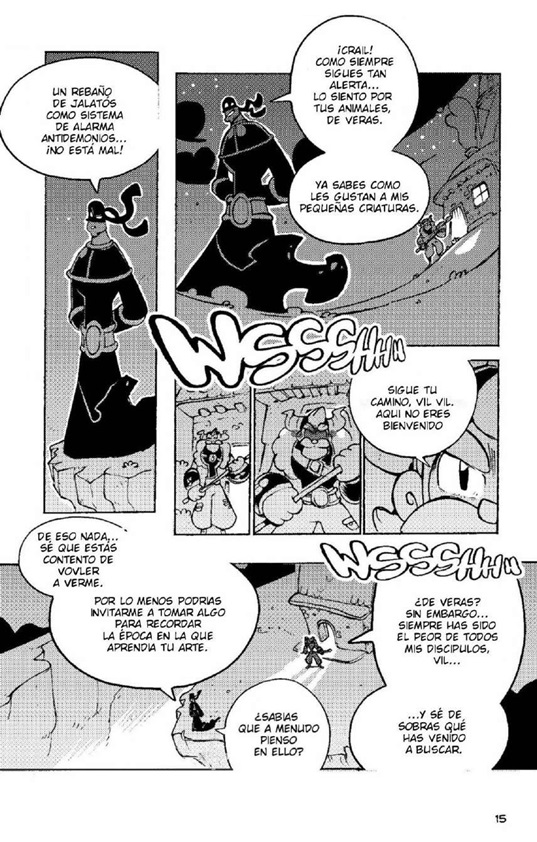 UN REBAÑO
DE JALATOS
COMO SISTEMA
DE ALARMA
ANTIDEMONIOS...
¡NO ESTÁ MAL!
¡CRAIL!
COMO SIEMPRE
SIGUES TAN
ALERTA...
LO SIENTO POR
TUS ANIMALES,
DE VERAS.
YA SABES COMO
LES GUSTAN A MIS
PEQUEÑAS CRIATURAS.
WSSSHHH
SIGUE TU
CAMINO, VIL VIL.
AQUI NO ERES
BIENVENIDO
DE ESO NADA...
SÉ QUE ESTÁS
CONTENTO DE
VOVLER
A VERME.
POR LO MENOS PODRIAS
INVITARME A TOMAR ALGO
PARA RECORDAR
LA ÉPOCA EN LA QUE
APRENDIA TU ARTE.
WSSSSHHH
¿SABIAS
QUE A MENUDO
PIENSO
EN ELLO?
¿DE VERAS?
SIN EMBARGO...
SIEMPRE HAS SIDO
EL PEOR DE TODOS
MIS DISCIPULOS,
VIL...
...Y SÉ DE
SOBRAS QUÉ
HAS VENIDO
A BUSCAR.
15